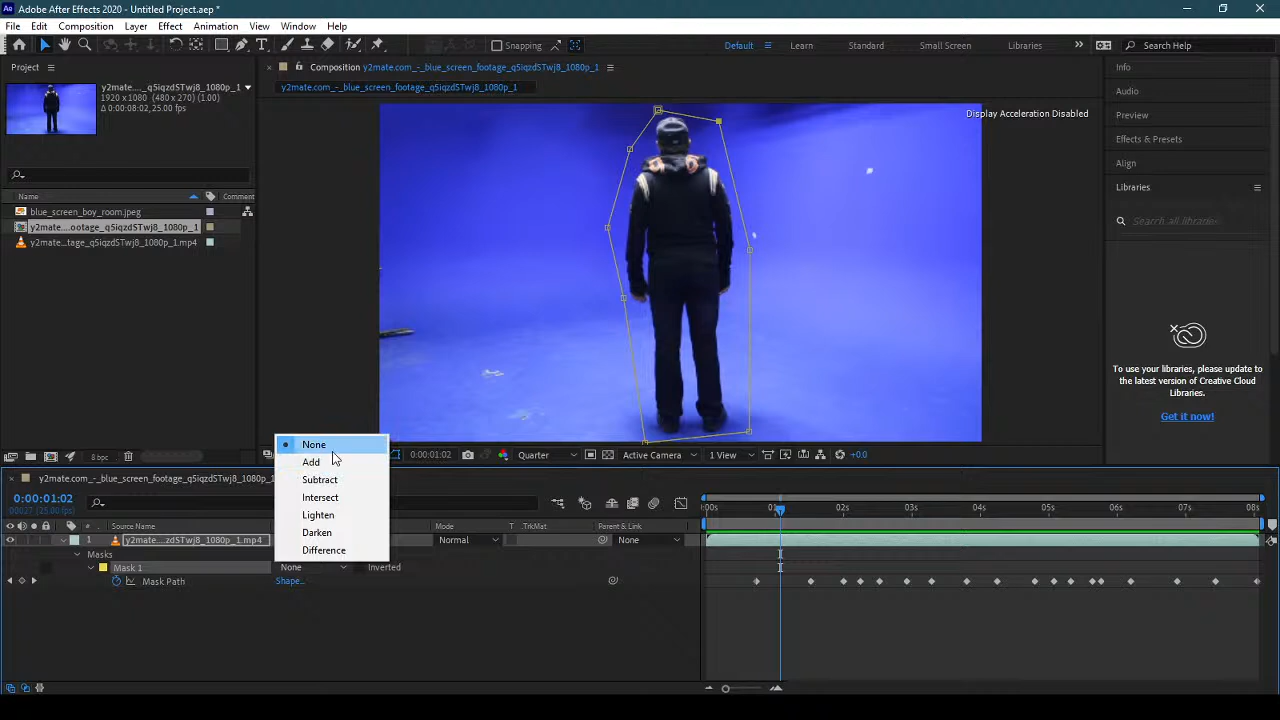 Adobe After Effects 2020 - Untitled Project.aep *
File Edit Composition Layer Effect Animation View Window Help
Snapping
Default Learn Standard Small Screen Libraries
Search Help
Project
y2mate...._q5iqzdSTwj8_1080p_1
1920 x 1080 (480 x 270) (1.00)
Δ 0:00:08:02, 25.00 fps
Name Comment
blue_screen_boy_room.jpeg
y2mate....ootage_q5iqzdSTwj8_1080p_1
y2mate....tage_q5iqzdSTwj8_1080p_1.mp4
8 bpc
Composition y2mate.com_-_blue_screen_footage_q5iqzdSTwj8_1080p_1
y2mate.com_-_blue_screen_footage_q5iqzdSTwj8_1080p_1
Display Acceleration Disabled
0:00:01:02 Quarter Active Camera 1 View +0.0
Info
Audio
Preview
Effects & Presets
Align
Libraries
Search all libraries
To use your libraries, please update to
the latest version of Creative Cloud
Libraries.
Get it now!
None
Add
Subtract
Intersect
Lighten
Darken
Difference
y2mate.com_-_blue_screen_footage_q5iqzdSTwj8_1080p_1
0:00:01:02
00027 (25.00 fps)
:00s 02s 03s 04s 05s 06s 07s 08s
# Source Name Mode T .TrkMat Parent & Link
1 y2mate....zdSTwj8_1080p_1.mp4 Normal None
Masks
Mask 1 None Inverted
Mask Path Shape...